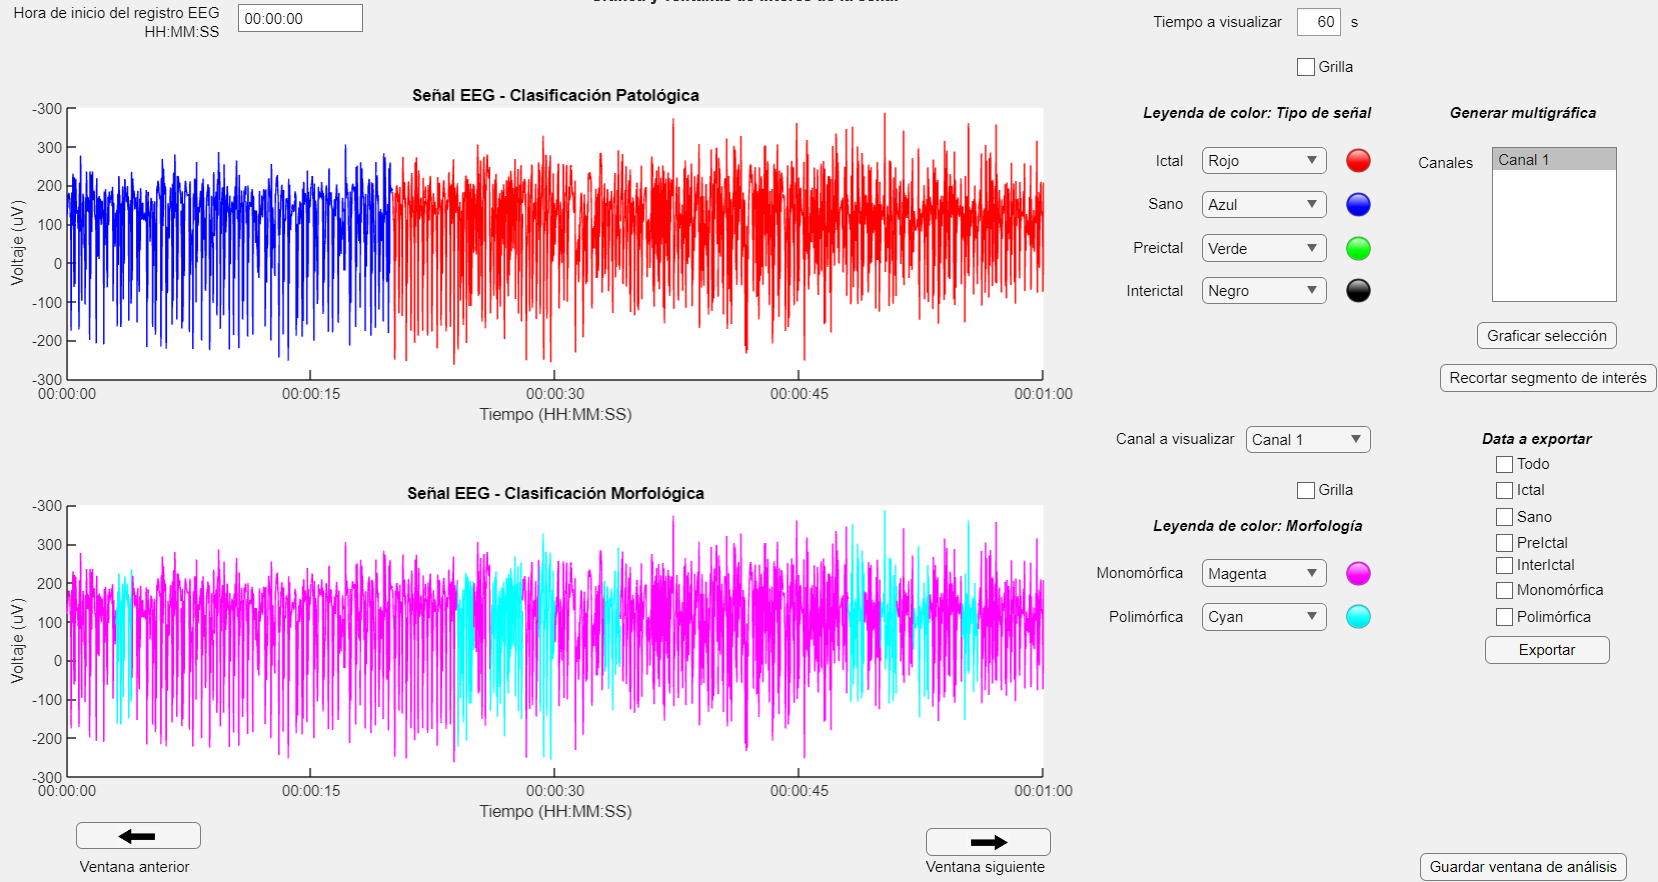 Gráfica y ventanas de interés de la señal
Hora de inicio del registro EEG
HH:MM:SS
00:00:00
Tiempo a visualizar 60 s
Grilla
Señal EEG - Clasificación Patológica
-300
300
200
100
0
-100
-200
-300
Voltaje (uV)
00:00:00 00:00:15 00:00:30 00:00:45 00:01:00
Tiempo (HH:MM:SS)
Leyenda de color: Tipo de señal
Ictal Rojo
Sano Azul
Preictal Verde
Interictal Negro
Generar multigráfica
Canales Canal 1
Graficar selección
Recortar segmento de interés
Canal a visualizar Canal 1
Grilla
Señal EEG - Clasificación Morfológica
-300
300
200
100
0
-100
-200
-300
Voltaje (uV)
00:00:00 00:00:15 00:00:30 00:00:45 00:01:00
Tiempo (HH:MM:SS)
Leyenda de color: Morfología
Monomórfica Magenta
Polimórfica Cyan
Data a exportar
Todo
Ictal
Sano
PreIctal
InterIctal
Monomórfica
Polimórfica
Exportar
Ventana anterior
Ventana siguiente
Guardar ventana de análisis